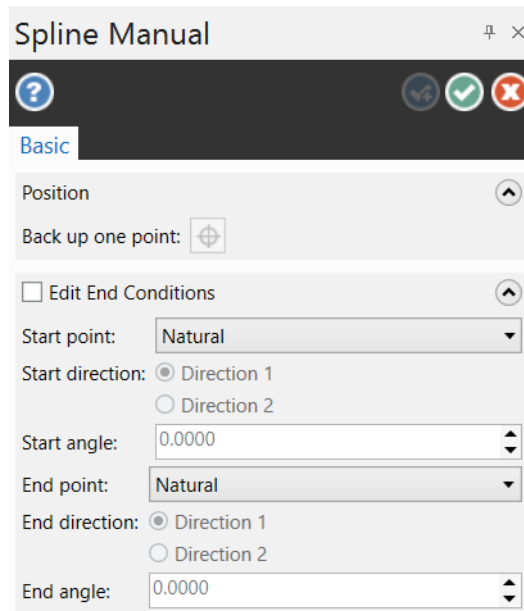 Spline Manual
Basic
Position
Back up one point:
Edit End Conditions
Start point: Natural
Start direction: Direction 1
Direction 2
Start angle: 0.0000
End point: Natural
End direction: Direction 1
Direction 2
End angle: 0.0000